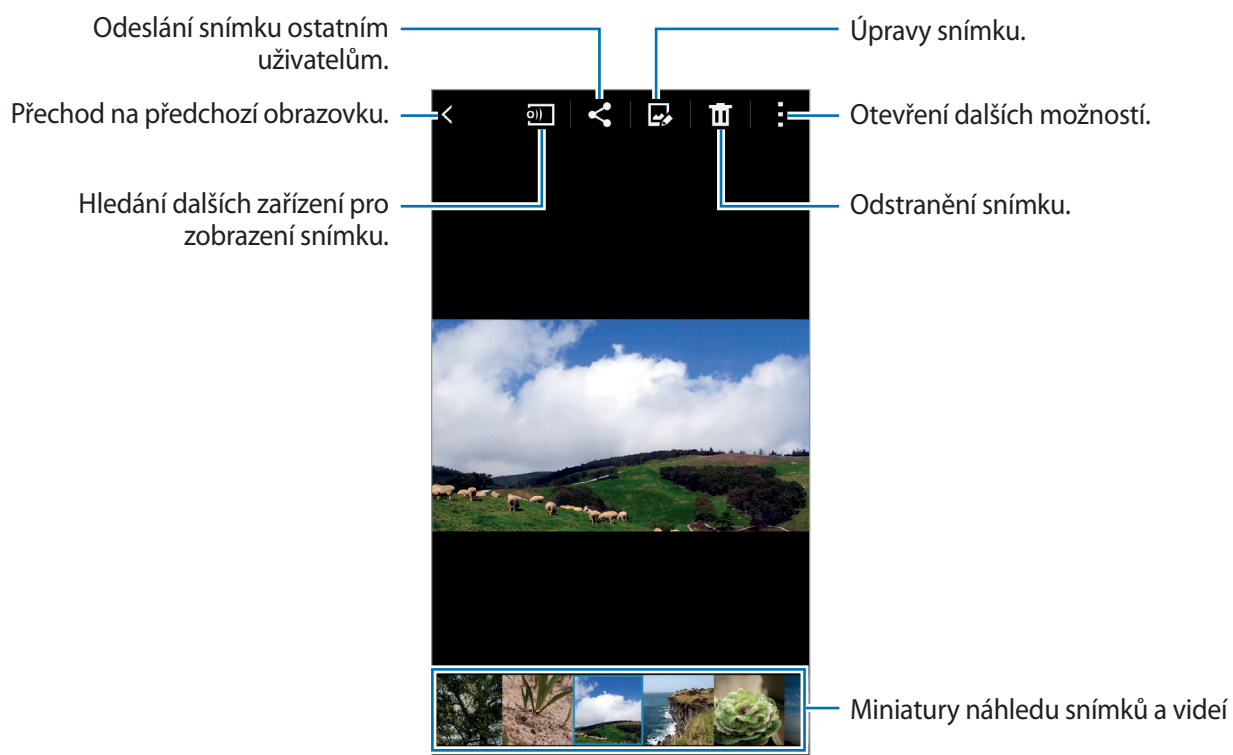 Odeslání snímku ostatním
uživatelům.
Přechod na předchozí obrazovku.
Hledání dalších zařízení pro
zobrazení snímku.
Úpravy snímku.
Otevření dalších možností.
Odstranění snímku.
Miniatury náhledu snímků a videí